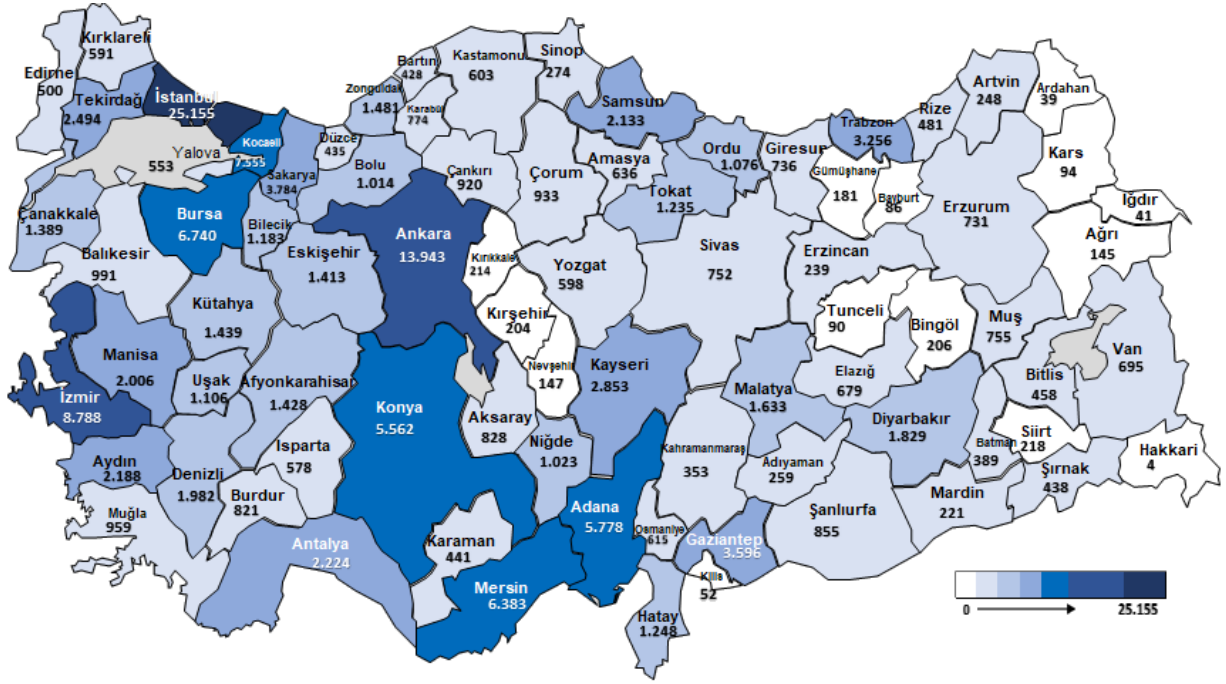 Kırklareli
591
Edirne
500
Tekirdağ
2.494
İstanbul
25.155
Yalova
553
Kocaeli
7.555
Sakarya
3.784
Düzce
435
Zonguldak
1.481
Bartın
428
Karabük
774
Kastamonu
603
Sinop
274
Samsun
2.133
Bolu
1.014
Çankırı
920
Çorum
933
Amasya
636
Ordu
1.076
Tokat
1.235
Giresun
736
Trabzon
3.256
Rize
481
Artvin
248
Ardahan
39
Kars
94
Gümüşhane
181
Bayburt
86
Erzurum
731
Iğdır
41
Ağrı
145
Çanakkale
1.389
Balıkesir
991
Bursa
6.740
Bilecik
1.183
Eskişehir
1.413
Ankara
13.943
Kırıkkale
214
Yozgat
598
Sivas
752
Erzincan
239
Tunceli
90
Bingöl
206
Muş
755
Van
695
Bitlis
458
Kütahya
1.439
Manisa
2.006
İzmir
8.788
Uşak
1.106
Afyonkarahisar
1.428
Kırşehir
204
Nevşehir
147
Kayseri
2.853
Malatya
1.633
Elazığ
679
Diyarbakır
1.829
Batman
389
Siirt
218
Şırnak
438
Hakkari
4
Konya
5.562
Aksaray
828
Niğde
1.023
Kahramanmaraş
353
Adıyaman
259
Şanlıurfa
855
Mardin
221
Aydın
2.188
Denizli
1.982
Isparta
578
Burdur
821
Muğla
959
Antalya
2.224
Karaman
441
Mersin
6.383
Adana
5.778
Osmaniye
615
Gaziantep
3.596
Kilis
52
Hatay
1.248
0
25.155